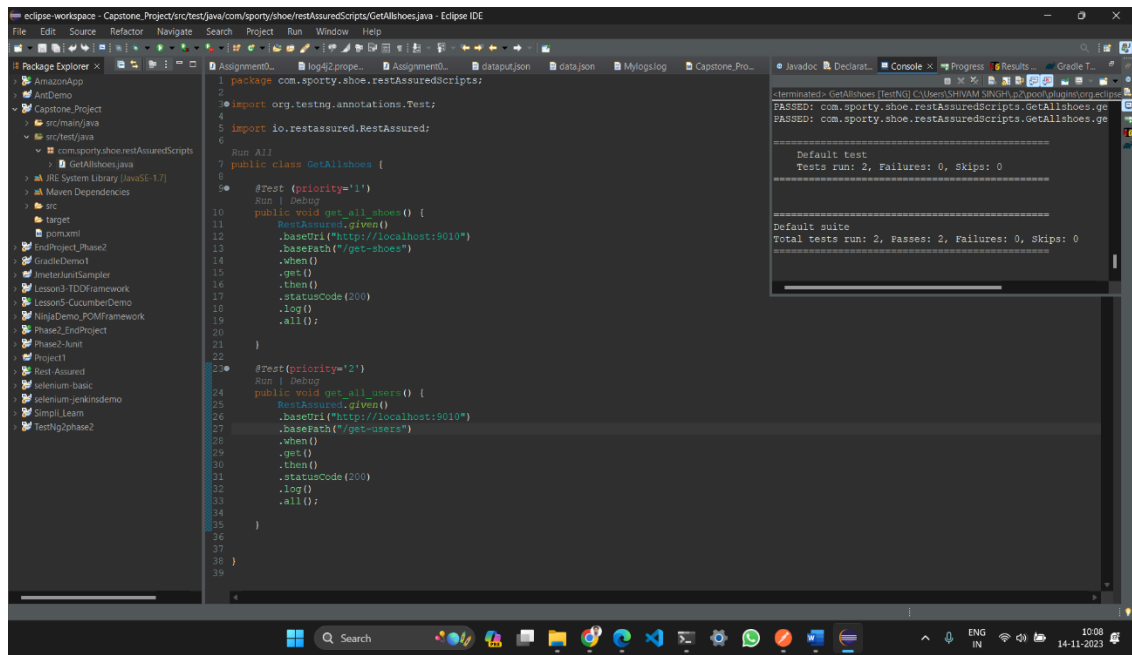 eclipse-workspace - Capstone_Project/src/test/java/com/sporty/shoe/restAssuredScripts/GetAllshoes.java - Eclipse IDE
File Edit Source Refactor Navigate Search Project Run Window Help
Package Explorer
AmazonApp
AntDemo
Capstone_Project
src/main/java
src/test/java
com.sporty.shoe.restAssuredScripts
GetAllshoes.java
JRE System Library [JavaSE-1.7]
Maven Dependencies
src
target
pom.xml
EndProject_Phase2
GradleDemo1
JmeterJunitSampler
Lesson3-TDDFramework
Lesson5-CucumberDemo
NinjaDemo_POMFramework
Phase2_EndProject
Phase2-Junit
Project1
Rest-Assured
selenium-basic
selenium-jenkinsdemo
Simpli_Learn
TestNg2phase2
Assignment0... log4j2.prope... Assignment0... dataput.json data.json Mylogs.log Capstone_Pro...
1 package com.sporty.shoe.restAssuredScripts;
2
3 import org.testng.annotations.Test;
4
5 import io.restassured.RestAssured;
6
Run All
7 public class GetAllshoes {
8
9 @Test (priority='1')
Run | Debug
10 public void get_all_shoes() {
11 RestAssured.given()
12 .baseUri("http://localhost:9010")
13 .basePath("/get-shoes")
14 .when()
15 .get()
16 .then()
17 .statusCode(200)
18 .log()
19 .all();
20
21 }
22
23 @Test(priority='2')
Run | Debug
24 public void get_all_users() {
25 RestAssured.given()
26 .baseUri("http://localhost:9010")
27 .basePath("/get-users")
28 .when()
29 .get()
30 .then()
31 .statusCode(200)
32 .log()
33 .all();
34
35 }
36
37
38 }
39
Javadoc Declarat... Console Progress Results ... Gradle T...
<terminated> GetAllshoes [TestNG] C:\Users\SHIVAM SINGH\.p2\pool\plugins\org.eclipse
PASSED: com.sporty.shoe.restAssuredScripts.GetAllshoes.ge
PASSED: com.sporty.shoe.restAssuredScripts.GetAllshoes.ge
===============================================
Default test
Tests run: 2, Failures: 0, Skips: 0
===============================================
===============================================
Default suite
Total tests run: 2, Passes: 2, Failures: 0, Skips: 0
===============================================
Search
ENG
IN
10:08
14-11-2023